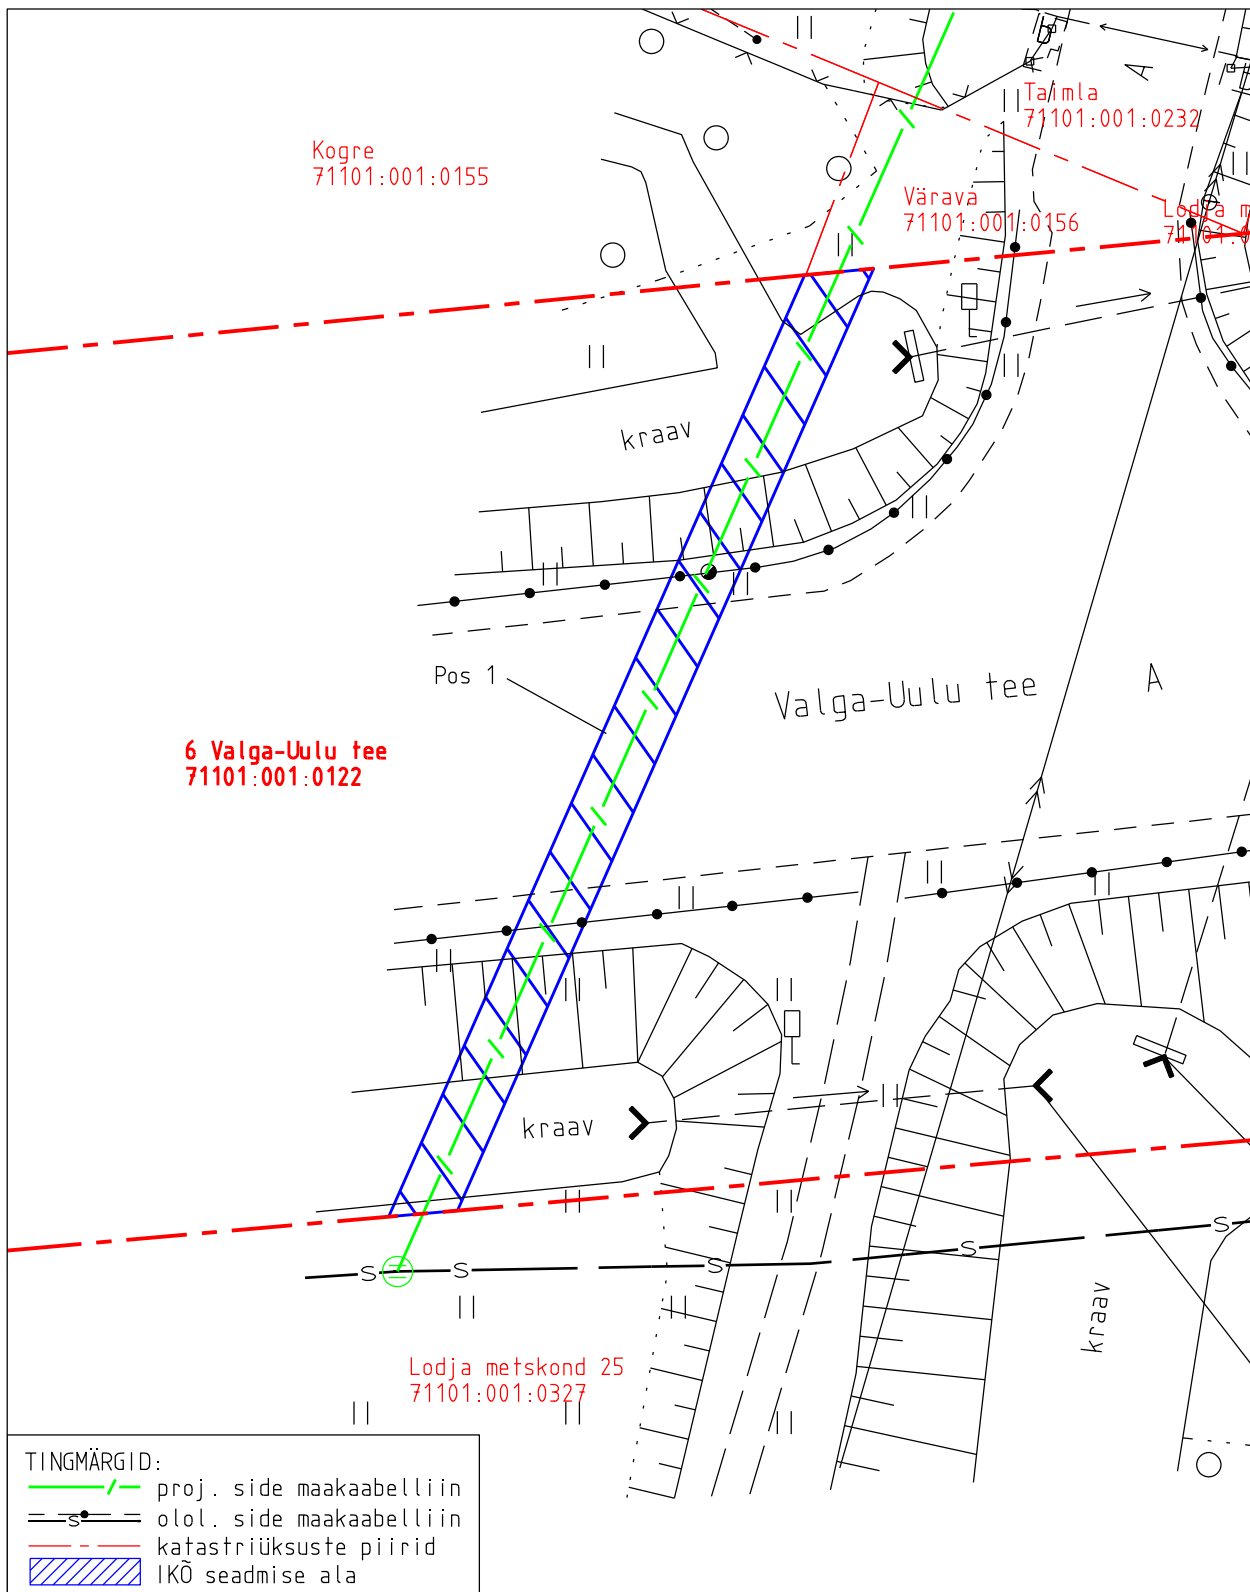 Taimla
71101:001:0232
Kogre
71101:001:0155
Värava
71101:001:0156
Lodja m
A
kraav
Pos 1
Valga-Uulu tee
A
6 Valga-Uulu tee
71101:001:0122
kraav
S
S
S
S
S
kraav
Lodja metskond 25
71101:001:0327
TINGMÄRGID:
proj. side maakaabelliin
S
olol. side maakaabelliin
katastriüksuste piirid
IKÕ seadmise ala